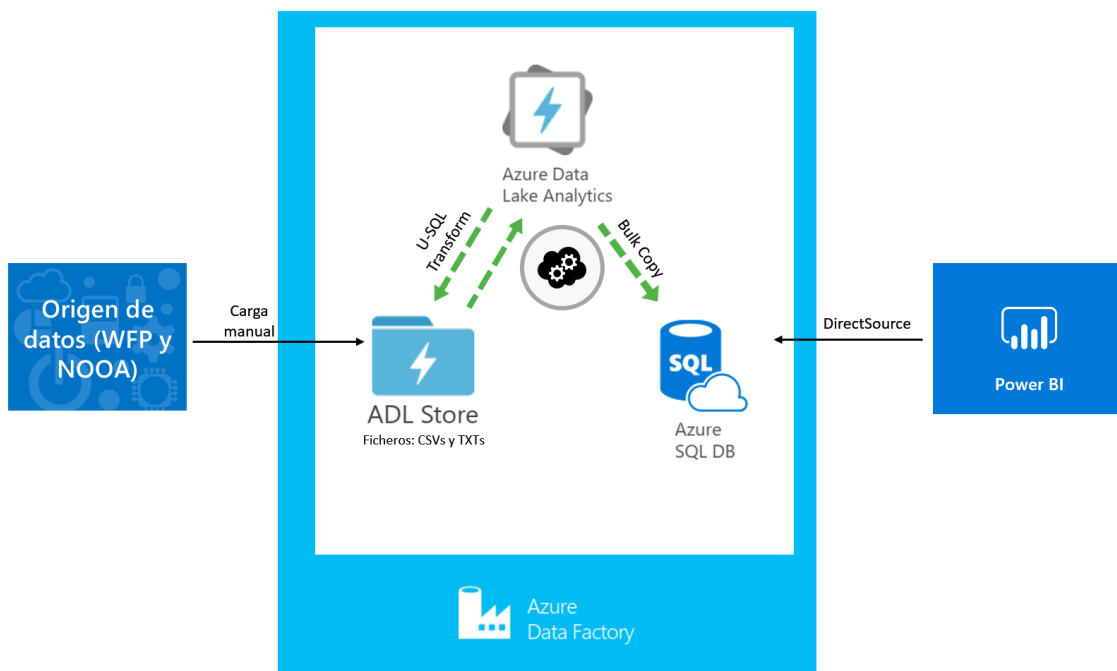 Azure Data
Lake Analytics
U-SQL
Transform
Bulk Copy
Origen de
datos (WFP y
NOOA)
Carga
manual
ADL Store
Ficheros: CSVs y TXTs
SQL
Azure
SQL DB
DirectSource
Power BI
Azure
Data Factory